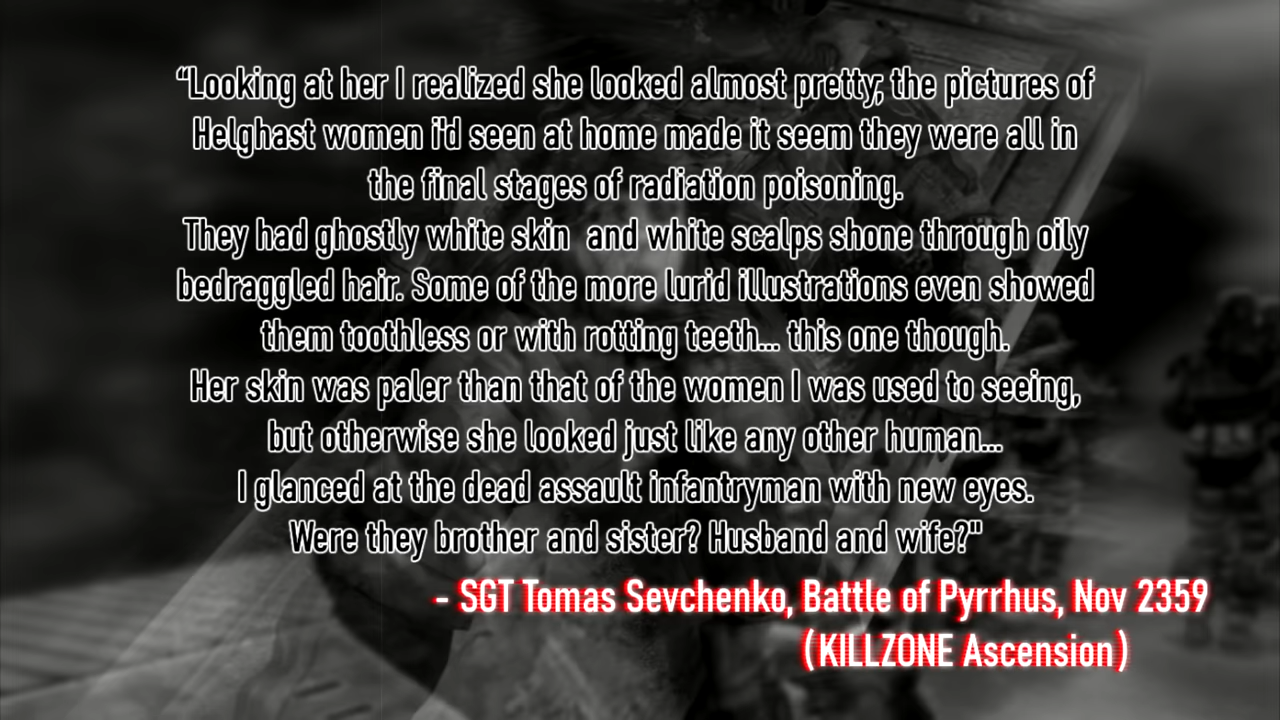 “Looking at her I realized she looked almost pretty; the pictures of
Helghast women i'd seen at home made it seem they were all in
the final stages of radiation poisoning.
They had ghostly white skin  and white scalps shone through oily
bedraggled hair. Some of the more lurid illustrations even showed
them toothless or with rotting teeth... this one though.
Her skin was paler than that of the women I was used to seeing,
but otherwise she looked just like any other human...
I glanced at the dead assault infantryman with new eyes.
Were they brother and sister? Husband and wife?"
- SGT Tomas Sevchenko, Battle of Pyrrhus, Nov 2359
(KILLZONE Ascension)